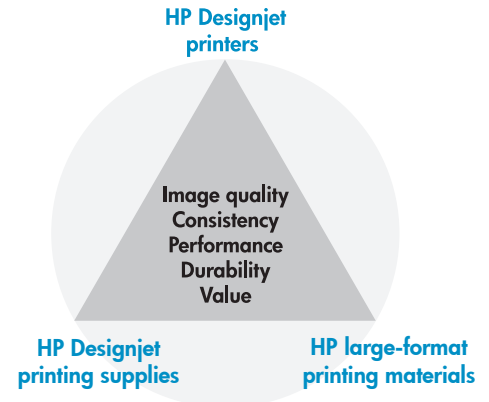 HP Designjet
printers
Image quality
Consistency
Performance
Durability
Value
HP Designjet
printing supplies
HP large-format
printing materials